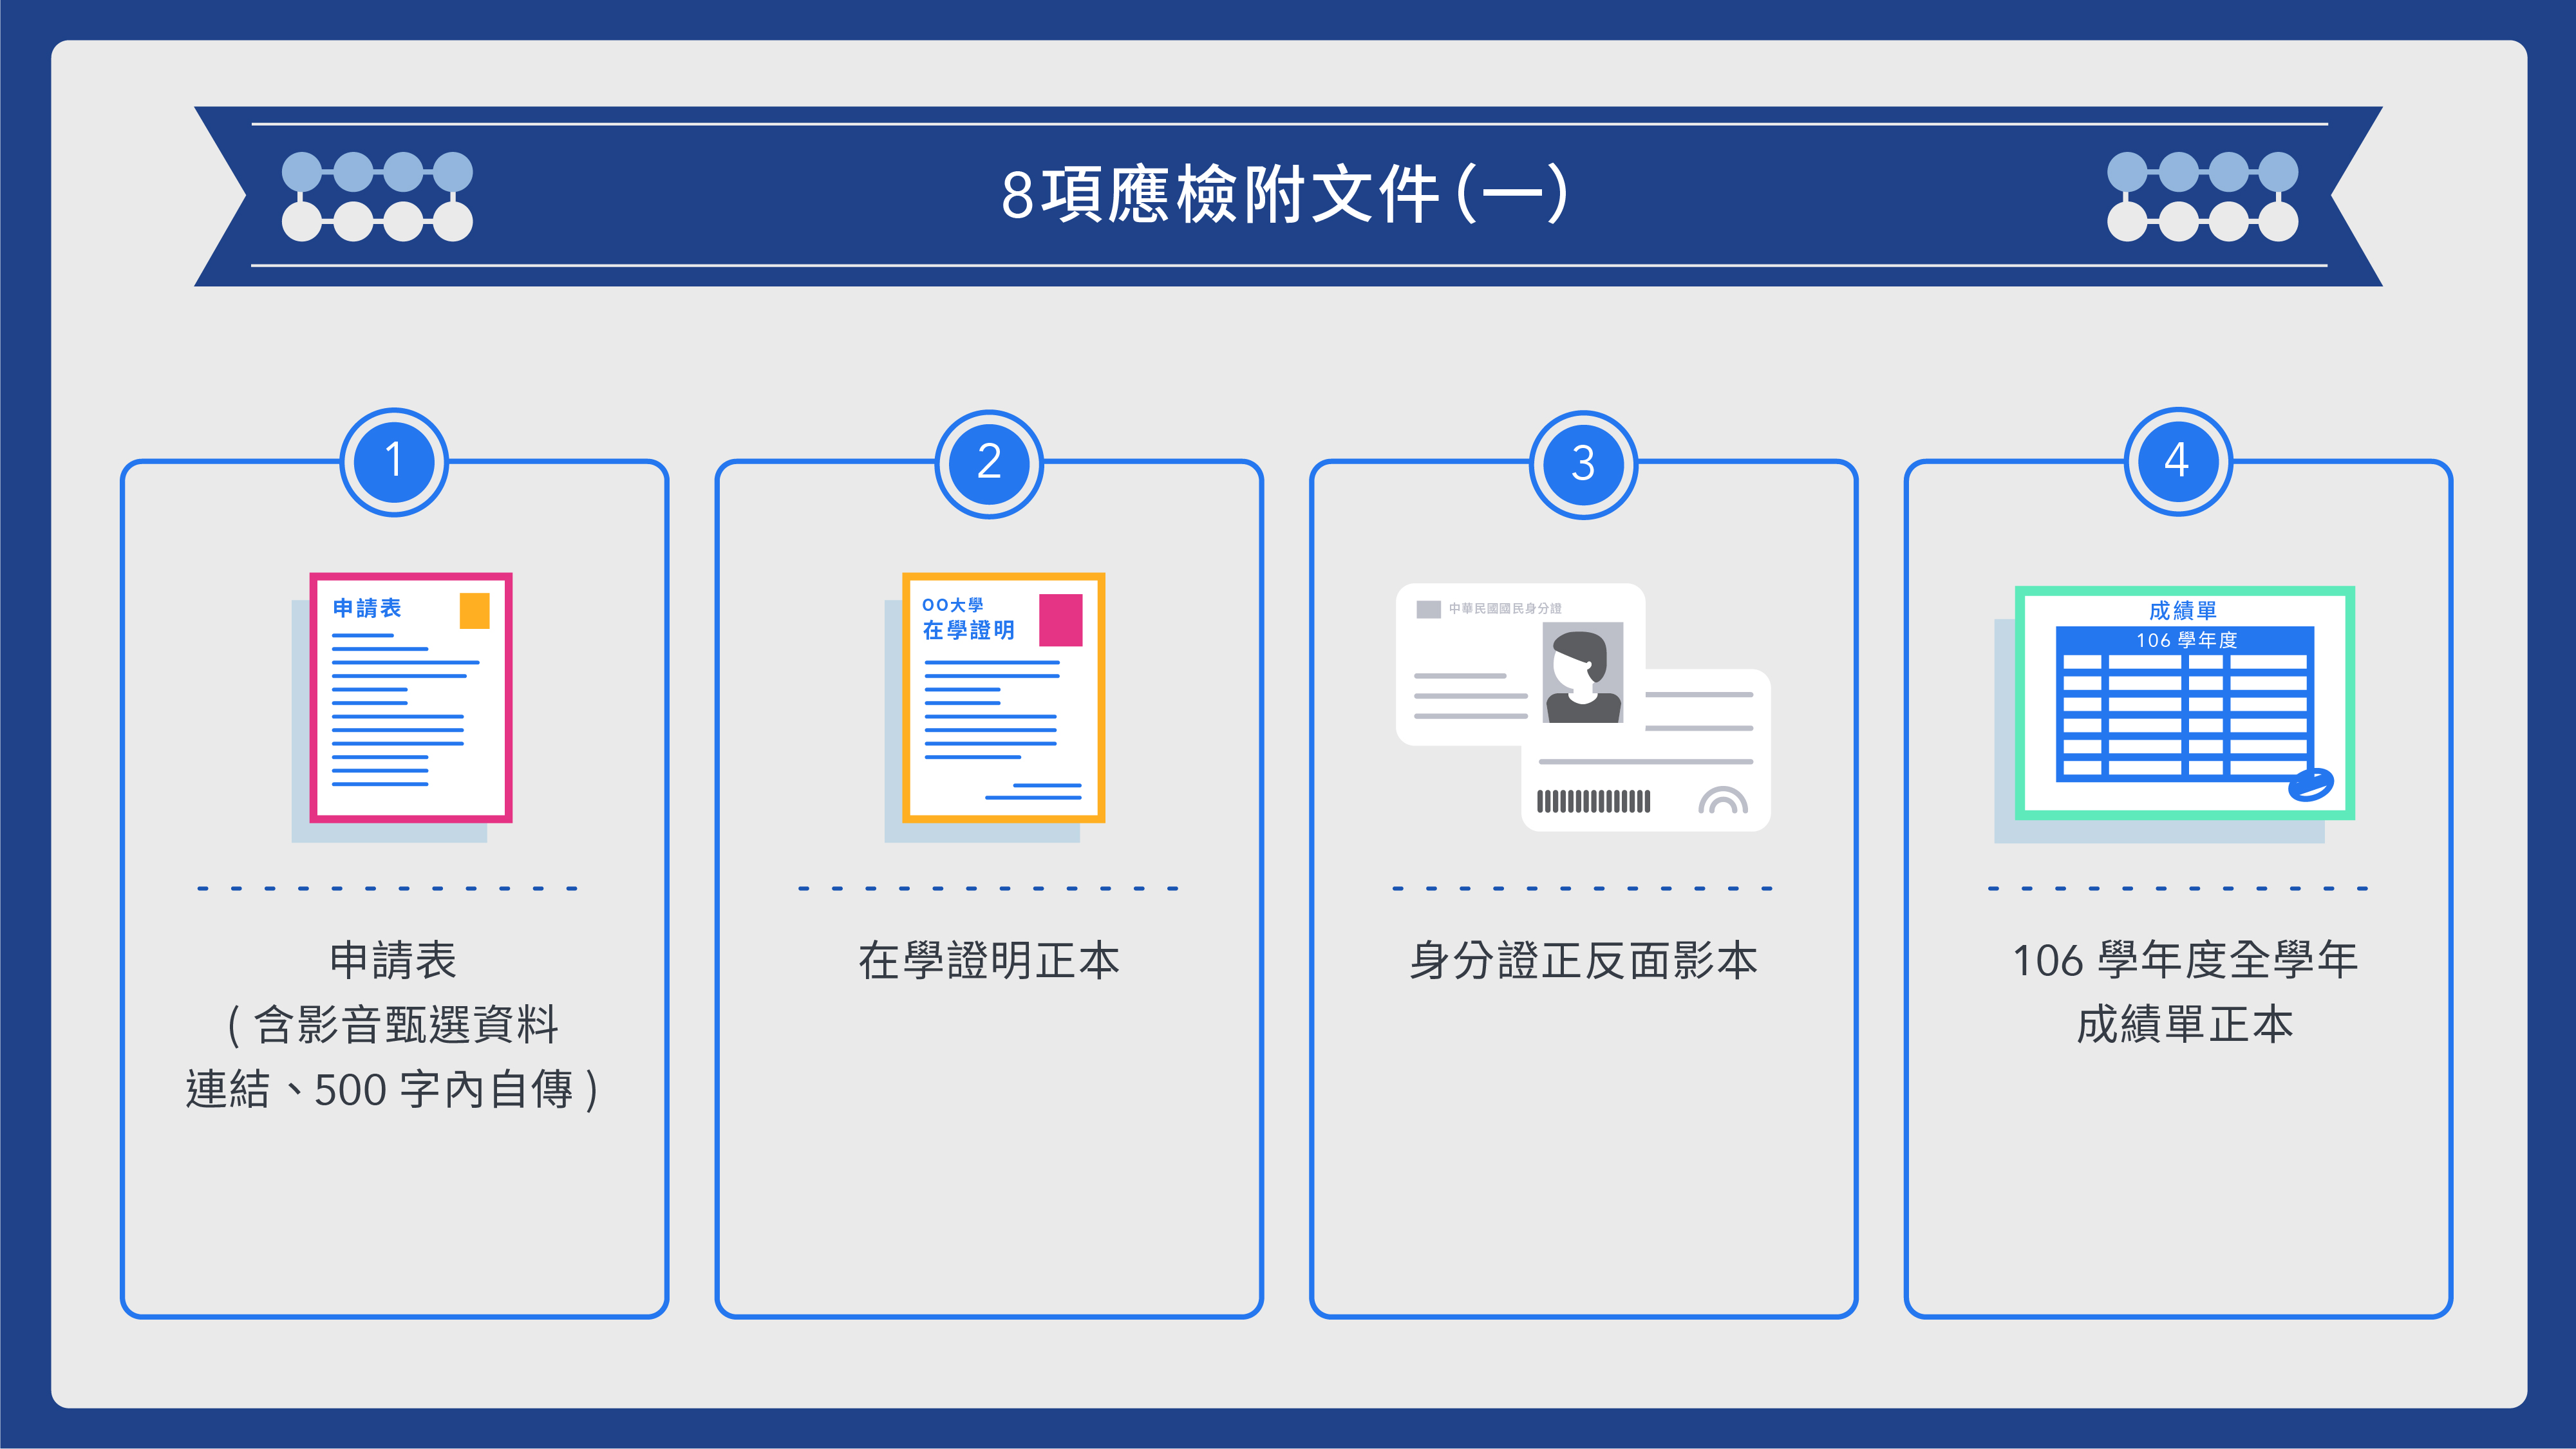 8項應檢附文件(一)
1
申請表
申請表
( 含影音甄選資料
連結、500 字內自傳 )
2
OO大學
在學證明
在學證明正本
3
中華民國國民身分證
身分證正反面影本
4
成績單
106 學年度
106 學年度全學年
成績單正本